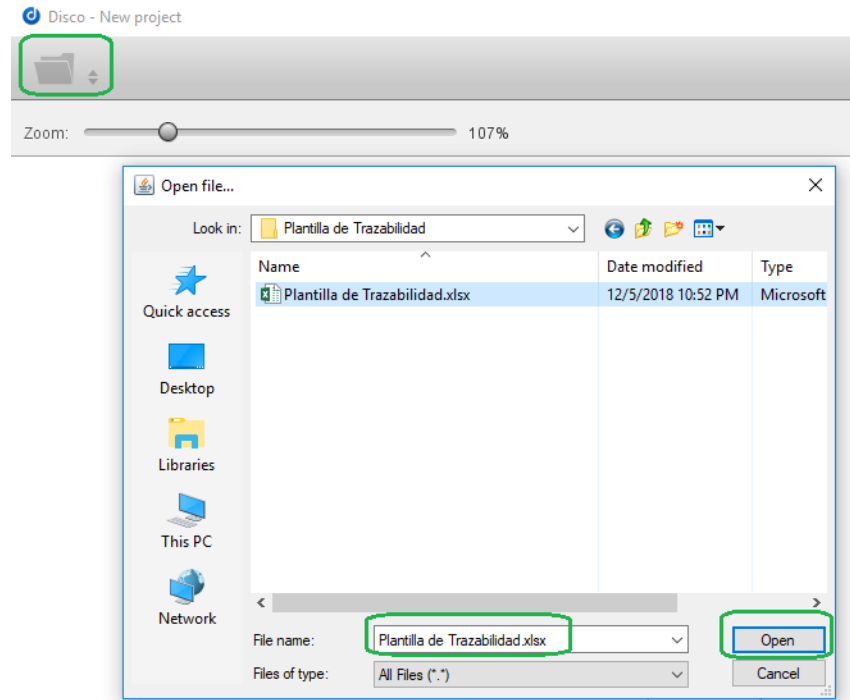 Disco - New project
Zoom: 107%
Open file...
Look in: Plantilla de Trazabilidad
Name Date modified Type
Plantilla de Trazabilidad.xlsx 12/5/2018 10:52 PM Microsoft
Quick access
Desktop
Libraries
This PC
Network
File name: Plantilla de Trazabilidad.xlsx Open
Files of type: All Files (*.*) Cancel